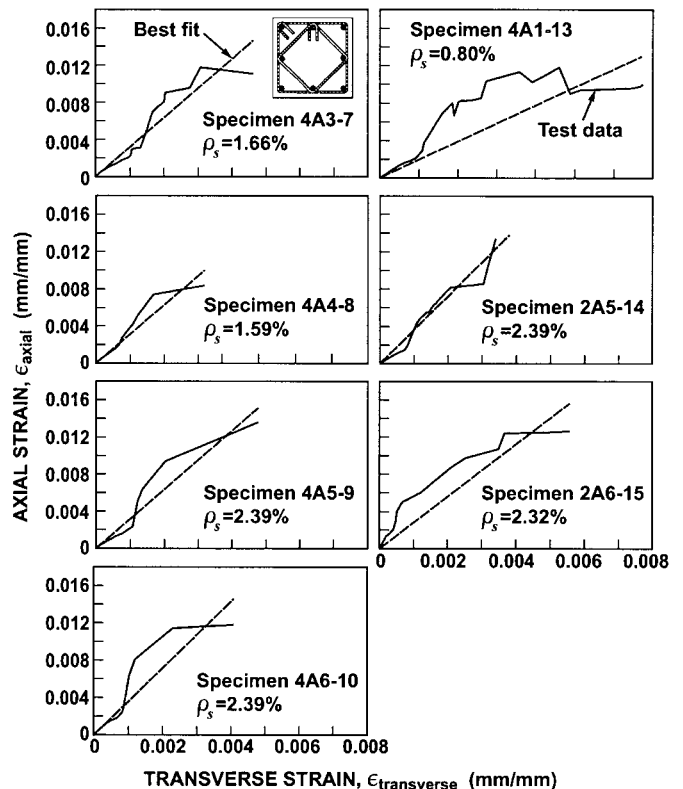 Best fit
0.016
0.012
0.008
0.004
0
Specimen 4A3-7
ρs=1.66%
Specimen 4A1-13
ρs=0.80%
Test data
0.016
0.012
0.008
0.004
0
Specimen 4A4-8
ρs=1.59%
Specimen 2A5-14
ρs=2.39%
0.016
0.012
0.008
0.004
0
Specimen 4A5-9
ρs=2.39%
Specimen 2A6-15
ρs=2.32%
0 0.002 0.004 0.006 0.008
0.016
0.012
0.008
0.004
0
Specimen 4A6-10
ρs=2.39%
0 0.002 0.004 0.006 0.008
AXIAL STRAIN, ϵaxial (mm/mm)
TRANSVERSE STRAIN, ϵtransverse (mm/mm)